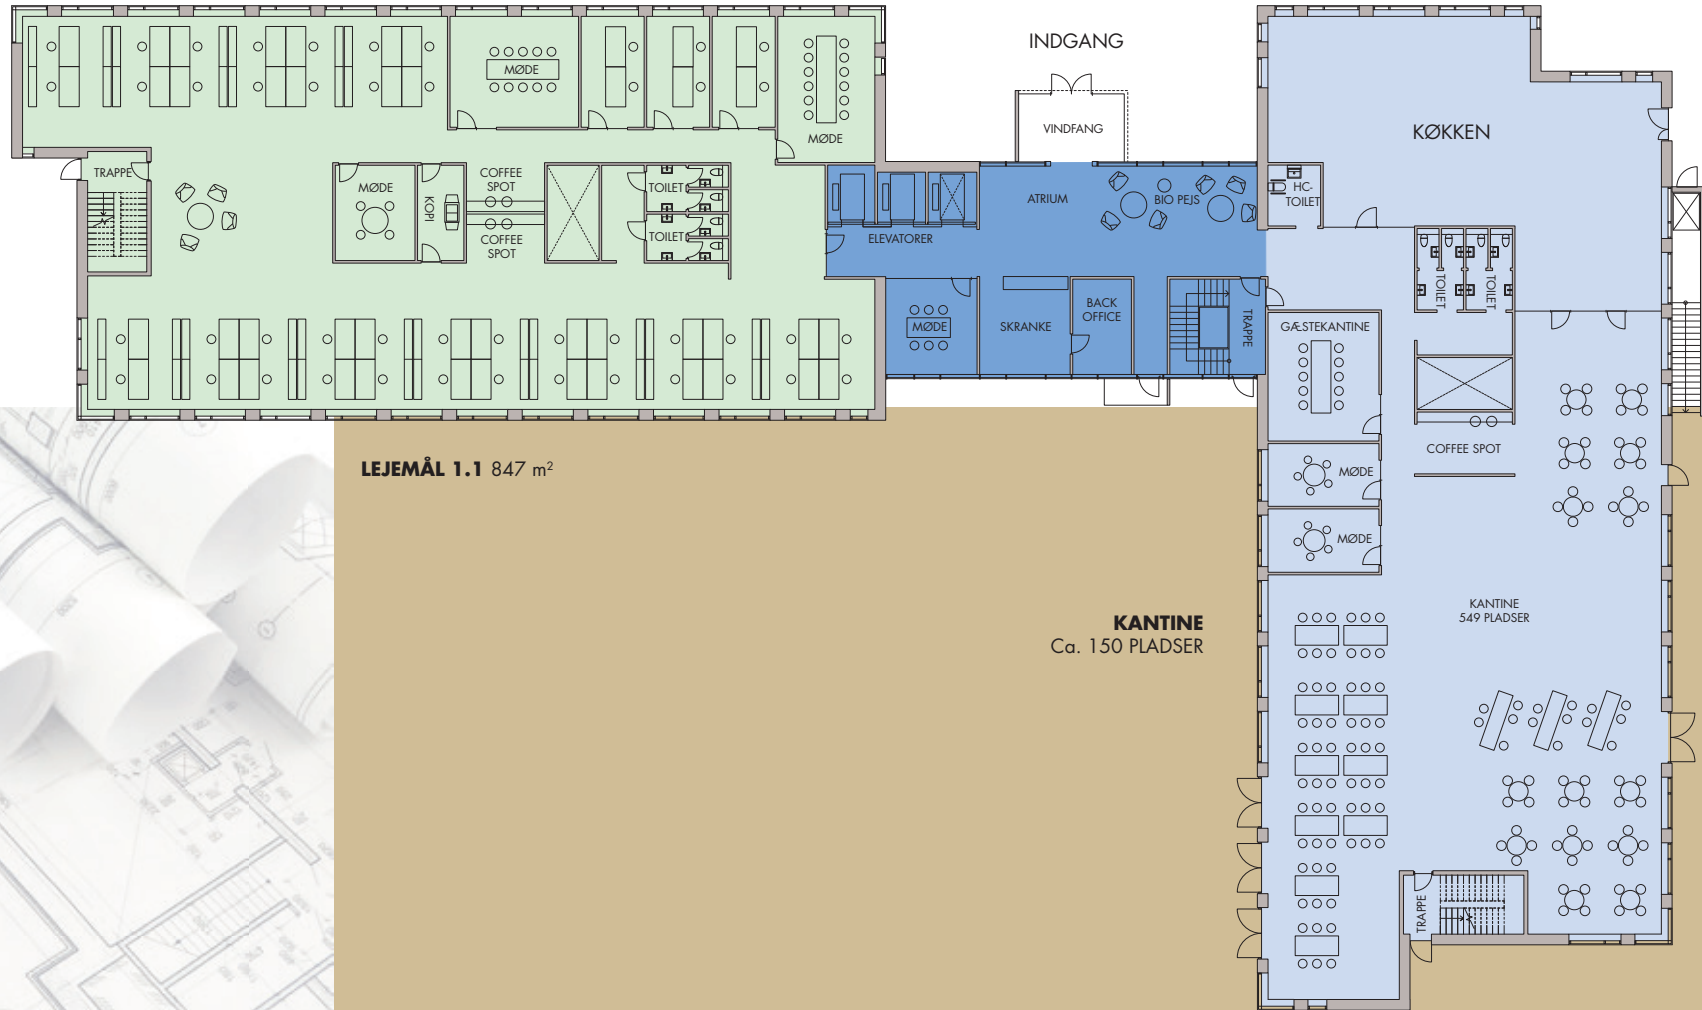 INDGANG
MØDE
MØDE
VINDFANG
KØKKEN
TRAPPE
MØDE
KOPI
COFFEE
SPOT
COFFEE
SPOT
TOILET
TOILET
ELEVATORER
ATRIUM
BIO PEJS
HC-
TOILET
TOILET
TOILET
MØDE
SKRANKE
BACK
OFFICE
TRAPPE
GÆSTEKANTINE
COFFEE SPOT
MØDE
MØDE
LEJEMÅL 1.1 847 m²
KANTINE
549 PLADSER
KANTINE
Ca. 150 PLADSER
TRAPPE